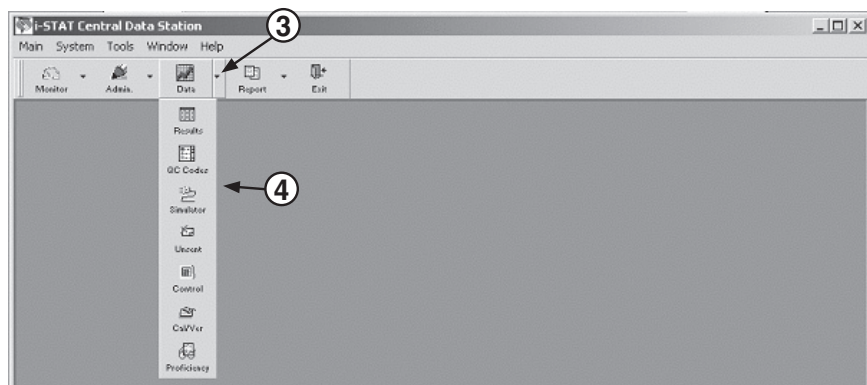 i-STAT Central Data Station
Main System Tools Window Help
Monitor Admin. Data Report Exit
3
Results
QC Codes
4
Simulator
Unsent
Control
Cal/Ver
Proficiency